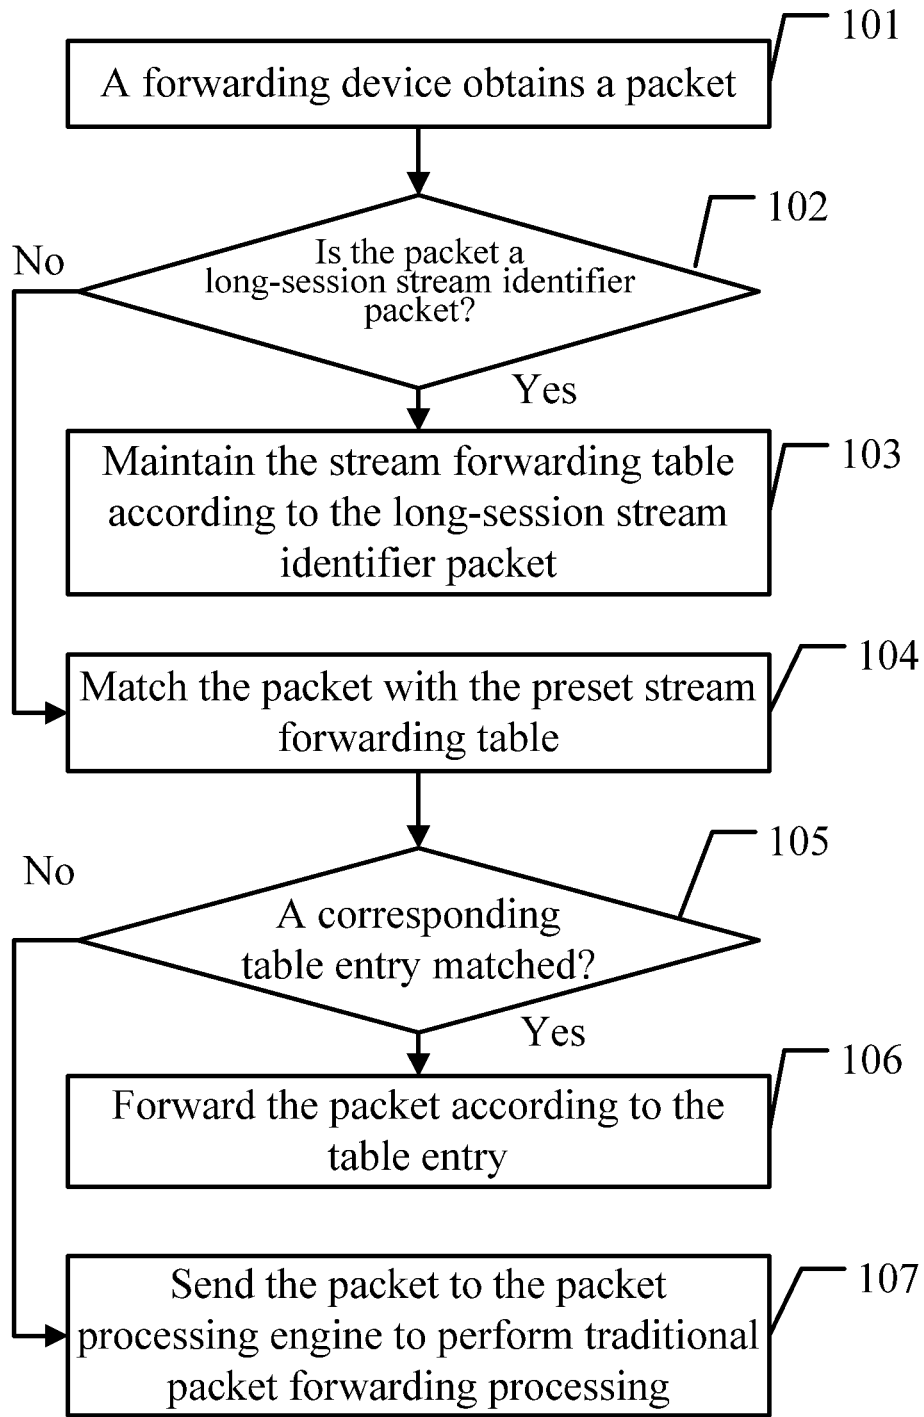 101
A forwarding device obtains a packet
102
No
Is the packet a
long-session stream identifier
packet?
Yes
103
Maintain the stream forwarding table
according to the long-session stream
identifier packet
104
Match the packet with the preset stream
forwarding table
105
No
A corresponding
table entry matched?
Yes
106
Forward the packet according to the
table entry
107
Send the packet to the packet
processing engine to perform traditional
packet forwarding processing